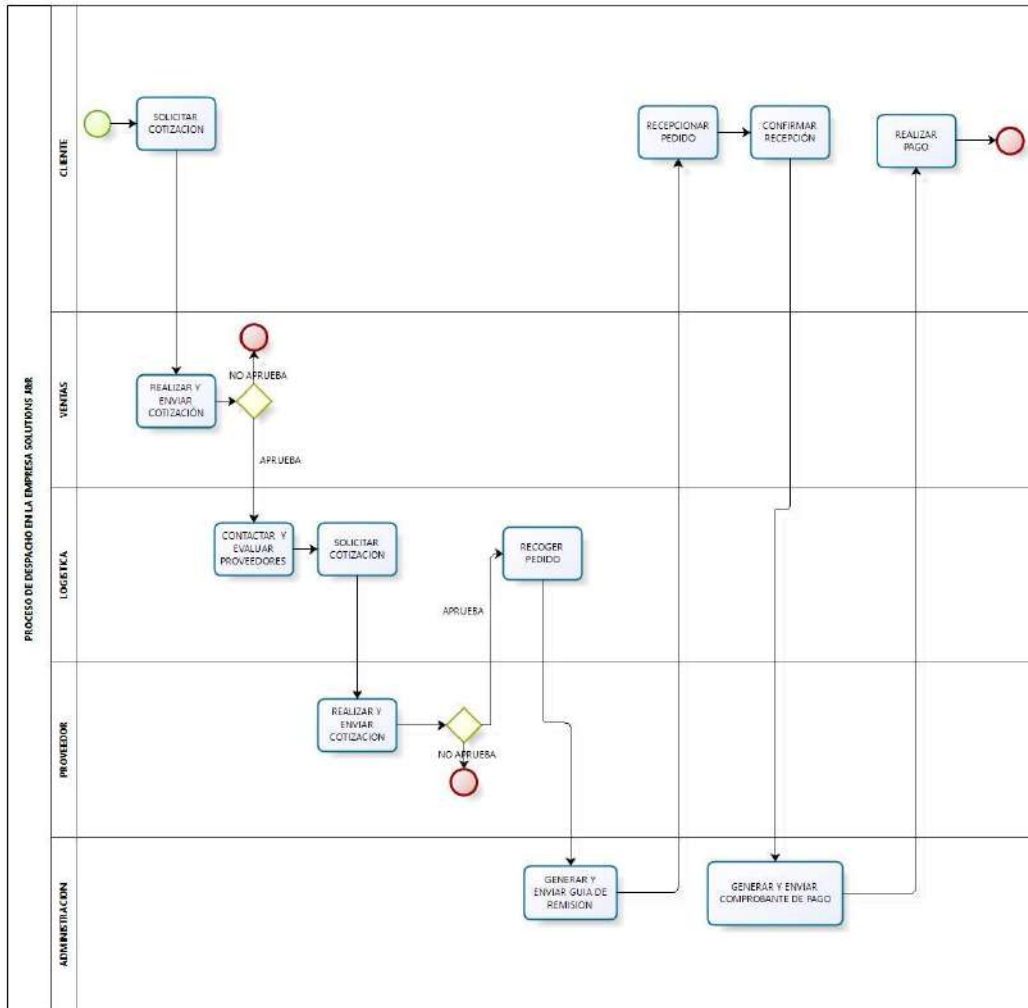 PROCESO DE DESPACHO EN LA EMPRESA SOLUTIONS J&R
CLIENTE
SOLICITAR
COTIZACION
RECEPCIONAR
PEDIDO
CONFIRMAR
RECEPCIÓN
REALIZAR
PAGO
VENTAS
NO APRUEBA
REALIZAR Y
ENVIAR
COTIZACIÓN
APRUEBA
LOGISTICA
CONTACTAR Y
EVALUAR
PROVEEDORES
SOLICITAR
COTIZACION
RECOGER
PEDIDO
APRUEBA
PROVEEDOR
REALIZAR Y
ENVIAR
COTIZACION
NO APRUEBA
ADMINISTRACION
GENERAR Y
ENVIAR GUIA DE
REMISION
GENERAR Y ENVIAR
COMPROBANTE DE PAGO